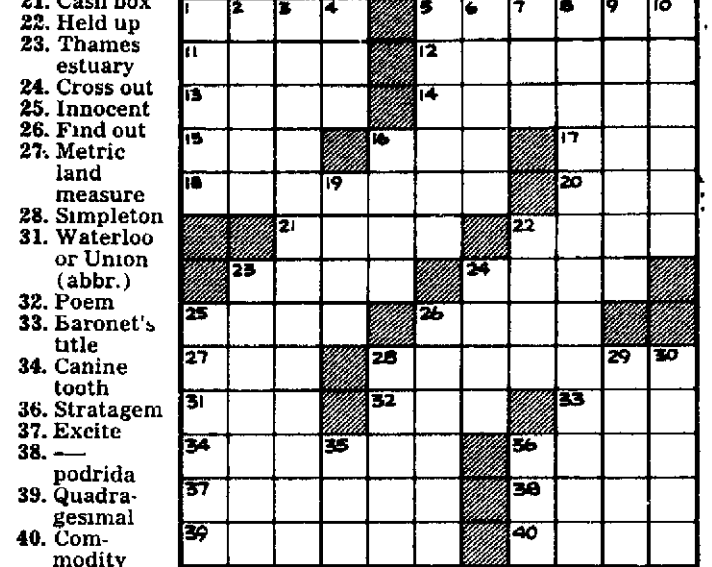 21. Cash box
22. Held up
23. Thames
estuary
24. Cross out
25. Innocent
26. Find out
27. Metric
land
measure
28. Simpleton
31. Waterloo
or Union
(abbr.)
32. Poem
33. Baronet's
title
34. Canine
tooth
36. Stratagem
37. Excite
38. —
podrida
39. Quadra-
gesimal
40. Com-
modity
1 2 3 4 5 6 7 8 9 10
11 12
13 14
15 16 17
18 19 20
21 22
23 24
25 26
27 28 29 30
31 32 33
34 35 36
37 38
39 40